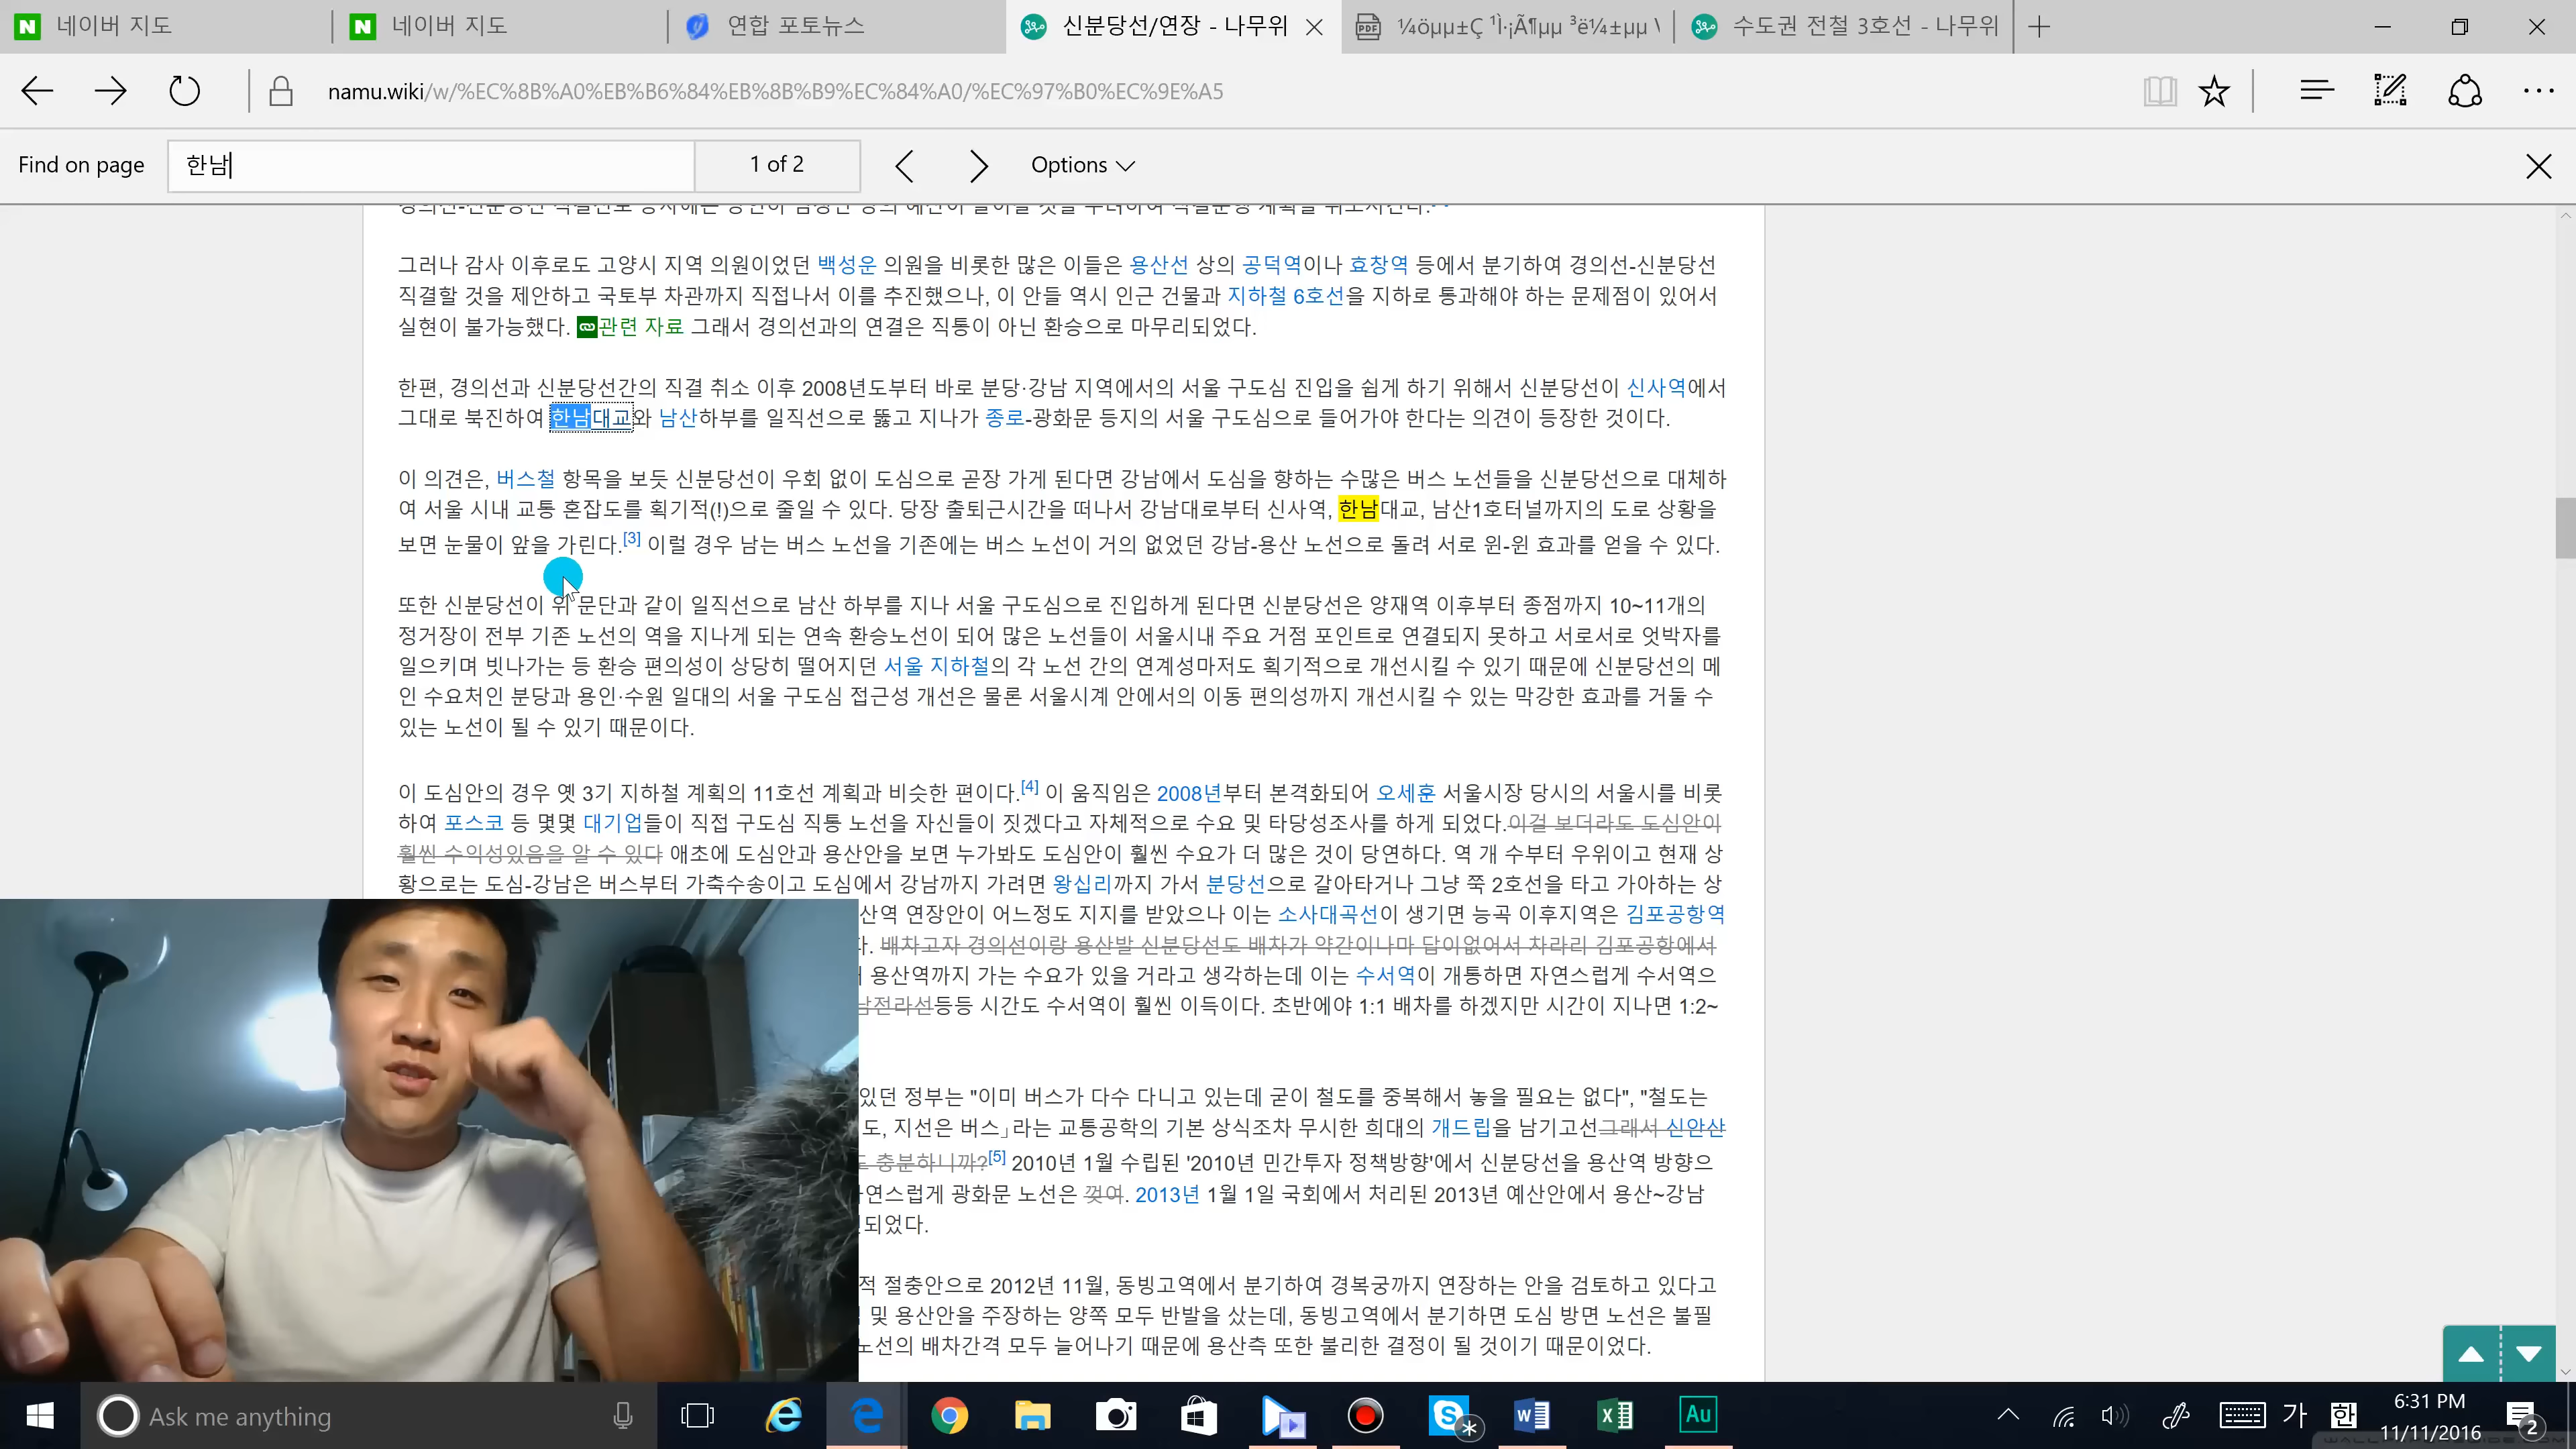 네이버 지도
네이버 지도
연합 포토뉴스
신분당선/연장 - 나무위
¼öµµ±Ç ¹Ì·¡Ã¶µµ ³ë¼±µµ \
수도권 전철 3호선 - 나무위
namu.wiki/w/%EC%8B%A0%EB%B6%84%EB%8B%B9%EC%84%A0/%EC%97%B0%EC%9E%A5
Find on page
한남
1 of 2
Options
그러나 감사 이후로도 고양시 지역 의원이었던 백성운 의원을 비롯한 많은 이들은 용산선 상의 공덕역이나 효창역 등에서 분기하여 경의선-신분당선
직결할 것을 제안하고 국토부 차관까지 직접나서 이를 추진했으나, 이 안들 역시 인근 건물과 지하철 6호선을 지하로 통과해야 하는 문제점이 있어서
실현이 불가능했다. 관련 자료 그래서 경의선과의 연결은 직통이 아닌 환승으로 마무리되었다.
한편, 경의선과 신분당선간의 직결 취소 이후 2008년도부터 바로 분당·강남 지역에서의 서울 구도심 진입을 쉽게 하기 위해서 신분당선이 신사역에서
그대로 북진하여 한남대교와 남산하부를 일직선으로 뚫고 지나가 종로-광화문 등지의 서울 구도심으로 들어가야 한다는 의견이 등장한 것이다.
이 의견은, 버스철 항목을 보듯 신분당선이 우회 없이 도심으로 곧장 가게 된다면 강남에서 도심을 향하는 수많은 버스 노선들을 신분당선으로 대체하
여 서울 시내 교통 혼잡도를 획기적(!)으로 줄일 수 있다. 당장 출퇴근시간을 떠나서 강남대로부터 신사역, 한남대교, 남산1호터널까지의 도로 상황을
보면 눈물이 앞을 가린다.[3] 이럴 경우 남는 버스 노선을 기존에는 버스 노선이 거의 없었던 강남-용산 노선으로 돌려 서로 윈-윈 효과를 얻을 수 있다.
또한 신분당선이 위 문단과 같이 일직선으로 남산 하부를 지나 서울 구도심으로 진입하게 된다면 신분당선은 양재역 이후부터 종점까지 10~11개의
정거장이 전부 기존 노선의 역을 지나게 되는 연속 환승노선이 되어 많은 노선들이 서울시내 주요 거점 포인트로 연결되지 못하고 서로서로 엇박자를
일으키며 빗나가는 등 환승 편의성이 상당히 떨어지던 서울 지하철의 각 노선 간의 연계성마저도 획기적으로 개선시킬 수 있기 때문에 신분당선의 메
인 수요처인 분당과 용인·수원 일대의 서울 구도심 접근성 개선은 물론 서울시계 안에서의 이동 편의성까지 개선시킬 수 있는 막강한 효과를 거둘 수
있는 노선이 될 수 있기 때문이다.
이 도심안의 경우 옛 3기 지하철 계획의 11호선 계획과 비슷한 편이다.[4] 이 움직임은 2008년부터 본격화되어 오세훈 서울시장 당시의 서울시를 비롯
하여 포스코 등 몇몇 대기업들이 직접 구도심 직통 노선을 자신들이 짓겠다고 자체적으로 수요 및 타당성조사를 하게 되었다.이걸 보더라도 도심안이
훨씬 수익성있음을 알 수 있다 애초에 도심안과 용산안을 보면 누가봐도 도심안이 훨씬 수요가 더 많은 것이 당연하다. 역 개 수부터 우위이고 현재 상
황으로는 도심-강남은 버스부터 가축수송이고 도심에서 강남까지 가려면 왕십리까지 가서 분당선으로 갈아타거나 그냥 쭉 2호선을 타고 가아하는 상
산역 연장안이 어느정도 지지를 받았으나 이는 소사대곡선이 생기면 능곡 이후지역은 김포공항역
다. 배차고자 경의선이랑 용산발 신분당선도 배차가 약간이나마 답이없어서 차라리 김포공항에서
용산역까지 가는 수요가 있을 거라고 생각하는데 이는 수서역이 개통하면 자연스럽게 수서역으
남전라선등등 시간도 수서역이 훨씬 이득이다. 초반에야 1:1 배차를 하겠지만 시간이 지나면 1:2~
있던 정부는 "이미 버스가 다수 다니고 있는데 굳이 철도를 중복해서 놓을 필요는 없다", "철도는
도, 지선은 버스」라는 교통공학의 기본 상식조차 무시한 희대의 개드립을 남기고선그래서 신안산
도 충분하니까?[5] 2010년 1월 수립된 '2010년 민간투자 정책방향'에서 신분당선을 용산역 방향으
연스럽게 광화문 노선은 껒여. 2013년 1월 1일 국회에서 처리된 2013년 예산안에서 용산~강남
되었다.
적 절충안으로 2012년 11월, 동빙고역에서 분기하여 경복궁까지 연장하는 안을 검토하고 있다고
및 용산안을 주장하는 양쪽 모두 반발을 샀는데, 동빙고역에서 분기하면 도심 방면 노선은 불필
노선의 배차간격 모두 늘어나기 때문에 용산측 또한 불리한 결정이 될 것이기 때문이었다.
Ask me anything
Au
가
한
6:31 PM
11/11/2016
2